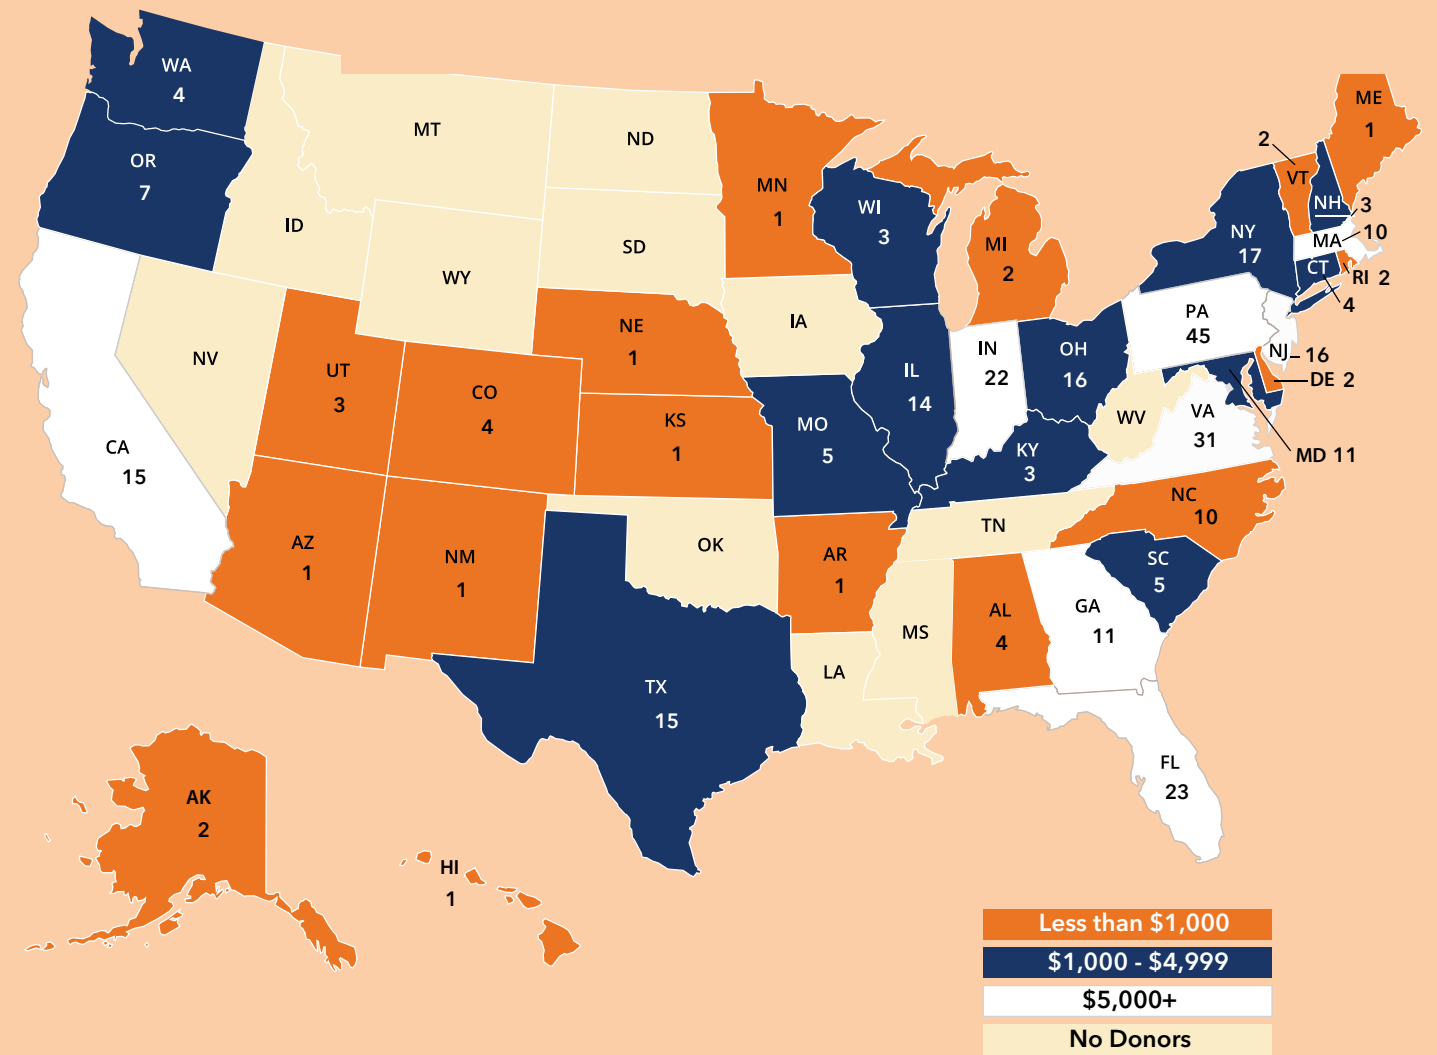 WA
4
OR
7
CA
15
NV
ID
MT
WY
UT
3
AZ
1
CO
4
NM
1
ND
SD
NE
1
KS
1
OK
TX
15
MN
1
IA
MO
5
AR
1
LA
WI
3
IL
14
MS
MI
2
IN
22
KY
3
TN
AL
4
OH
16
WV
GA
11
FL
23
SC
5
NC
10
VA
31
PA
45
NY
17
2
VT
NH
3
ME
1
MA
10
CT
4
RI 2
NJ
16
DE 2
MD 11
AK
2
HI
1
Less than $1,000
$1,000 - $4,999
$5,000+
No Donors